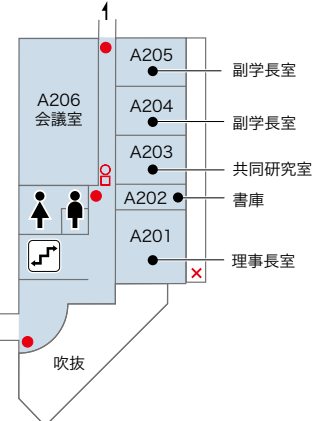 1
A205
副学長室
A206
会議室
A204
副学長室
A203
共同研究室
A202
書庫
A201
理事長室
吹抜